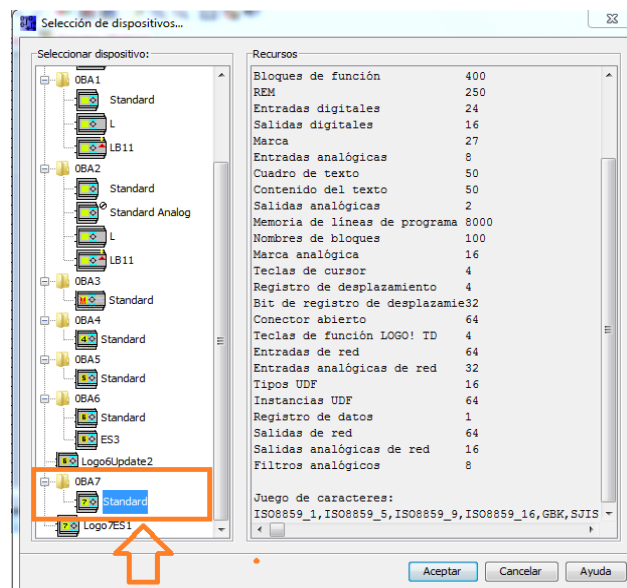 Selección de dispositivos...
Seleccionar dispositivo:
0BA1
Standard
L
LB11
0BA2
Standard
Standard Analog
L
LB11
0BA3
Standard
0BA4
Standard
0BA5
Standard
0BA6
Standard
ES3
Logo6Update2
0BA7
Standard
Logo7ES1
Recursos
Bloques de función 400
REM 250
Entradas digitales 24
Salidas digitales 16
Marca 27
Entradas analógicas 8
Cuadro de texto 50
Contenido del texto 50
Salidas analógicas 2
Memoria de líneas de programa 8000
Nombres de bloques 100
Marca analógica 16
Teclas de cursor 4
Registro de desplazamiento 4
Bit de registro de desplazamie32
Conector abierto 64
Teclas de función LOGO! TD 4
Entradas de red 64
Entradas analógicas de red 32
Tipos UDF 16
Instancias UDF 64
Registro de datos 1
Salidas de red 64
Salidas analógicas de red 16
Filtros analógicos 8
Juego de caracteres:
ISO8859_1,ISO8859_5,ISO8859_9,ISO8859_16,GBK,SJIS
Aceptar
Cancelar
Ayuda